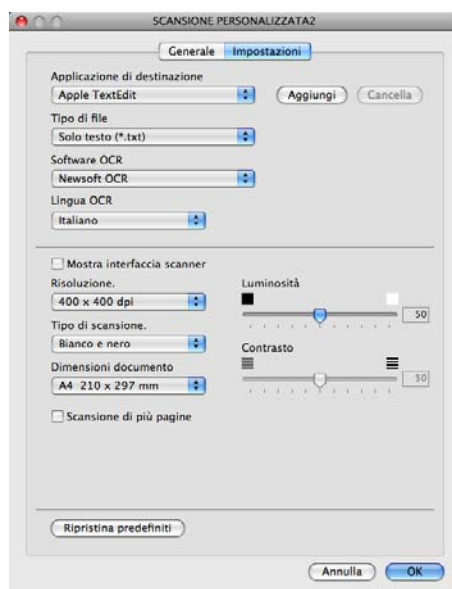 SCANSIONE PERSONALIZZATA2
Generale Impostazioni
Applicazione di destinazione
Apple TextEdit Aggiungi Cancella
Tipo di file
Solo testo (*.txt)
Software OCR
Newsoft OCR
Lingua OCR
Italiano
Mostra interfaccia scanner
Risoluzione. Luminosità
400 x 400 dpi 50
Tipo di scansione.
Bianco e nero Contrasto
Dimensioni documento
A4 210 x 297 mm 50
Scansione di più pagine
Ripristina predefiniti
Annulla OK